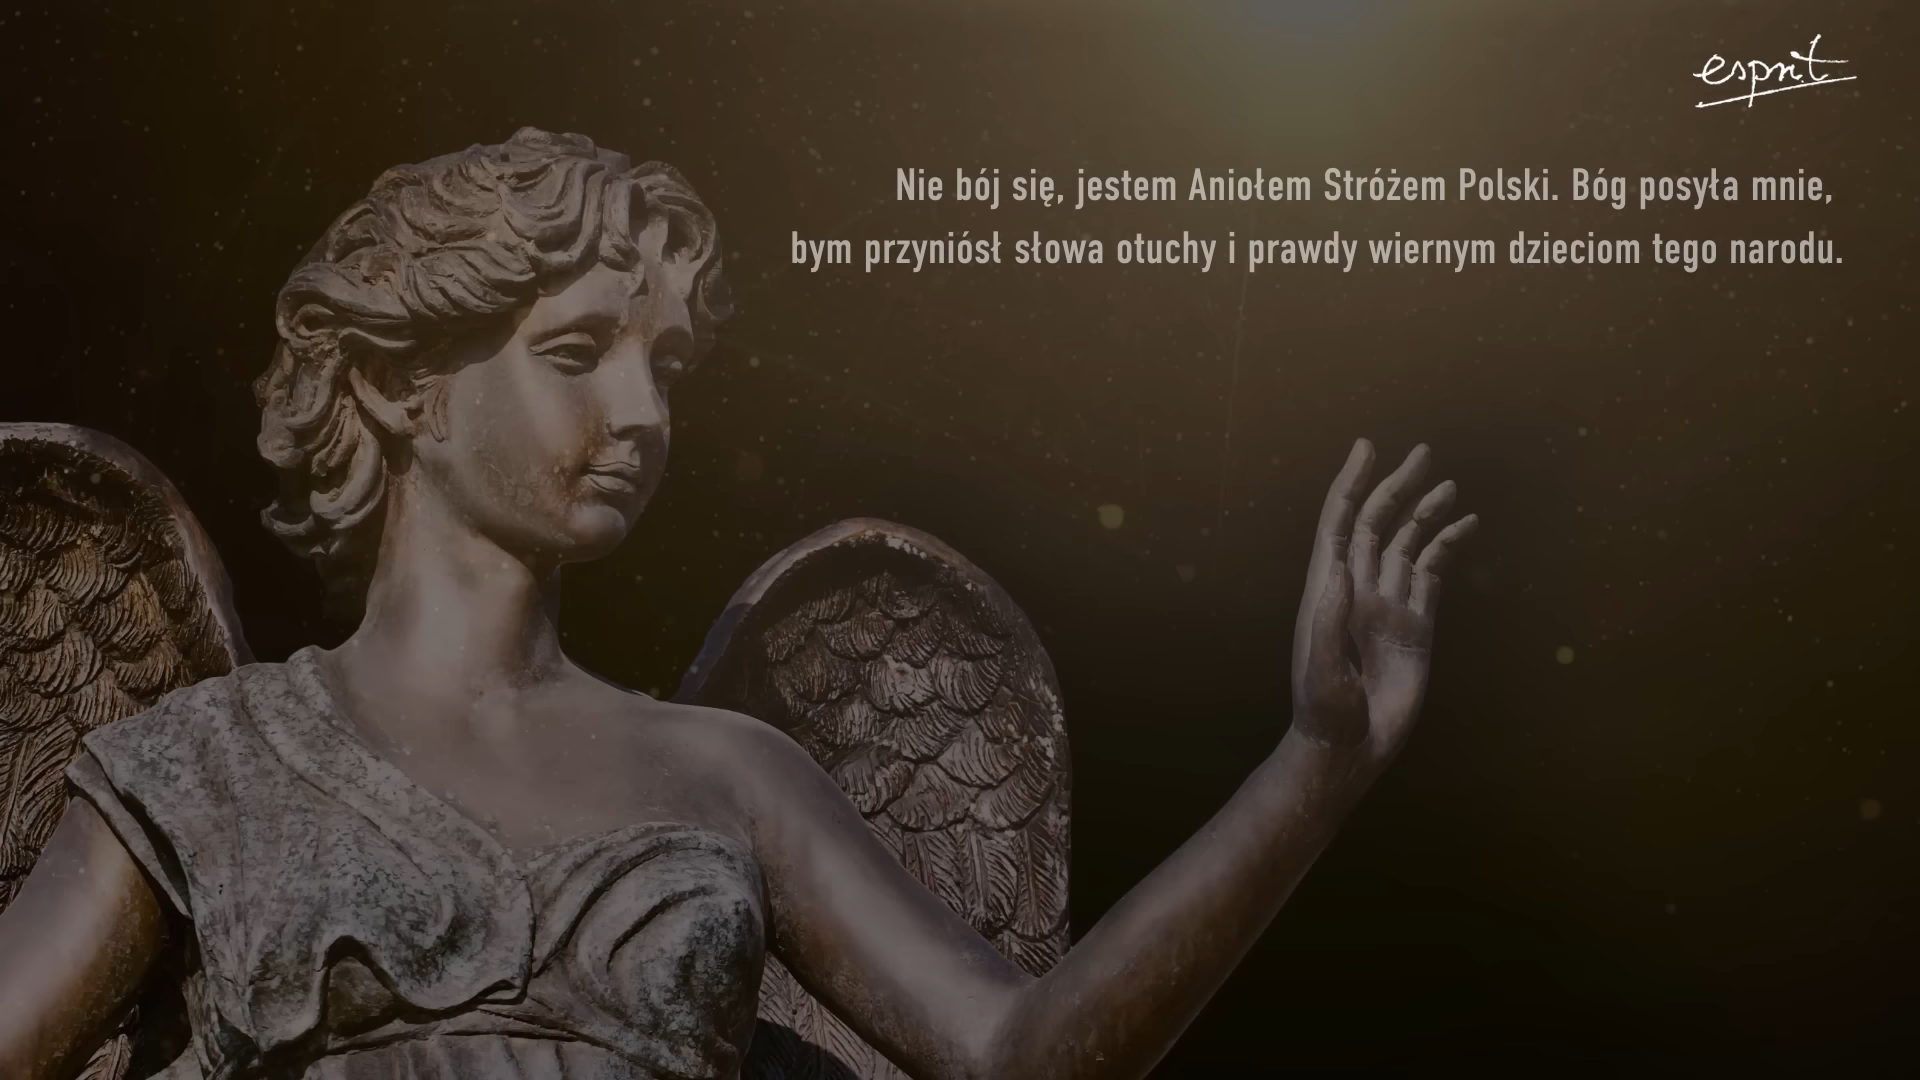 esprit
Nie bój się, jestem Aniołem Stróżem Polski. Bóg posyła mnie,
bym przyniósł słowa otuchy i prawdy wiernym dzieciom tego narodu.